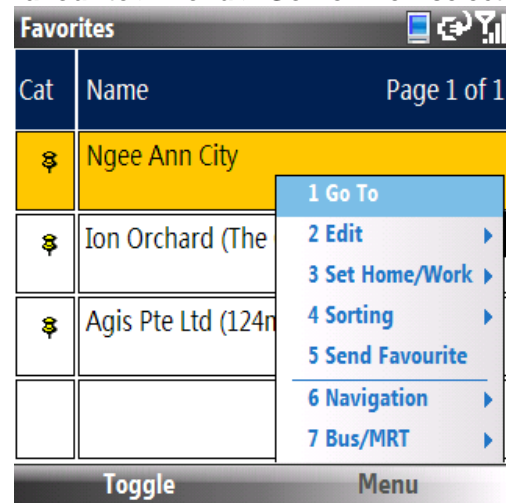 Favorites
Cat Name Page 1 of 1
Ngee Ann City
1 Go To
Ion Orchard (The
2 Edit
3 Set Home/Work
Agis Pte Ltd (124m
4 Sorting
5 Send Favourite
6 Navigation
7 Bus/MRT
Toggle Menu